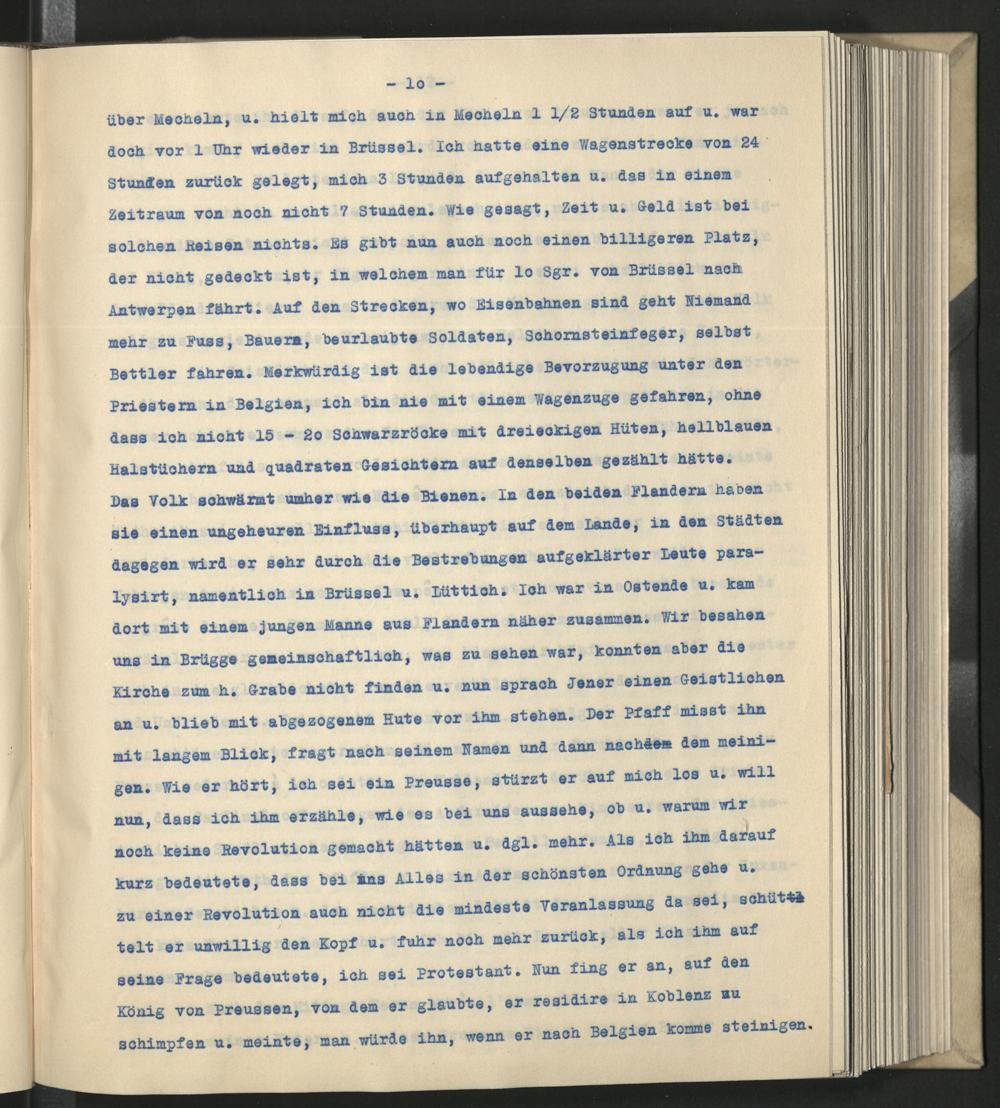 - lo -
über Mecheln, u. hielt mich auch in Mecheln 1 1/2 Stunden auf u. war
doch vor 1 Uhr wieder in Brüssel. Ich hatte eine Wagenstrecke von 24
Stunden zurück gelegt, mich 3 Stunden aufgehalten u. das in einem
Zeitraum von noch nicht 7 Stunden. Wie gesagt, Zeit u. Geld ist bei
solchen Reisen nichts. Es gibt nun auch noch einen billigeren Platz,
der nicht gedeckt ist, in welchem man für lo Sgr. von Brüssel nach
Antwerpen fährt. Auf den Strecken, wo Eisenbahnen sind geht Niemand
mehr zu Fuss, Bauern, beurlaubte Soldaten, Schornsteinfeger, selbst
Bettler fahren. Merkwürdig ist die lebendige Bevorzugung unter den
Priestern in Belgien, ich bin nie mit einem Wagenzuge gefahren, ohne
dass ich nicht 15 - 2o Schwarzröcke mit dreieckigen Hüten, hellblauen
Halstüchern und quadraten Gesichtern auf denselben gezählt hätte.
Das Volk schwärmt umher wie die Bienen. In den beiden Flandern haben
sie einen ungeheuren Einfluss, überhaupt auf dem Lande, in den Städten
dagegen wird er sehr durch die Bestrebungen aufgeklärter Leute para-
lysirt, namentlich in Brüssel u. Lüttich. Ich war in Ostende u. kam
dort mit einem jungen Manne aus Flandern näher zusammen. Wir besahen
uns in Brügge gemeinschaftlich, was zu sehen war, konnten aber die
Kirche zum h. Grabe nicht finden u. nun sprach Jener einen Geistlichen
an u. blieb mit abgezogenem Hute vor ihm stehen. Der Pfaff misst ihn
mit langem Blick, fragt nach seinem Namen und dann nachdem dem meini-
gen. Wie er hört, ich sei ein Preusse, stürzt er auf mich los u. will
nun, dass ich ihm erzähle, wie es bei uns aussehe, ob u. warum wir
noch keine Revolution gemacht hätten u. dgl. mehr. Als ich ihm darauf
kurz bedeutete, dass bei uns Alles in der schönsten Ordnung gehe u.
zu einer Revolution auch nicht die mindeste Veranlassung da sei, schüttl
telt er unwillig den Kopf u. fuhr noch mehr zurück, als ich ihm auf
seine Frage bedeutete, ich sei Protestant. Nun fing er an, auf den
König von Preussen, von dem er glaubte, er residire in Koblenz zu
schimpfen u. meinte, man würde ihn, wenn er nach Belgien komme steinigen.